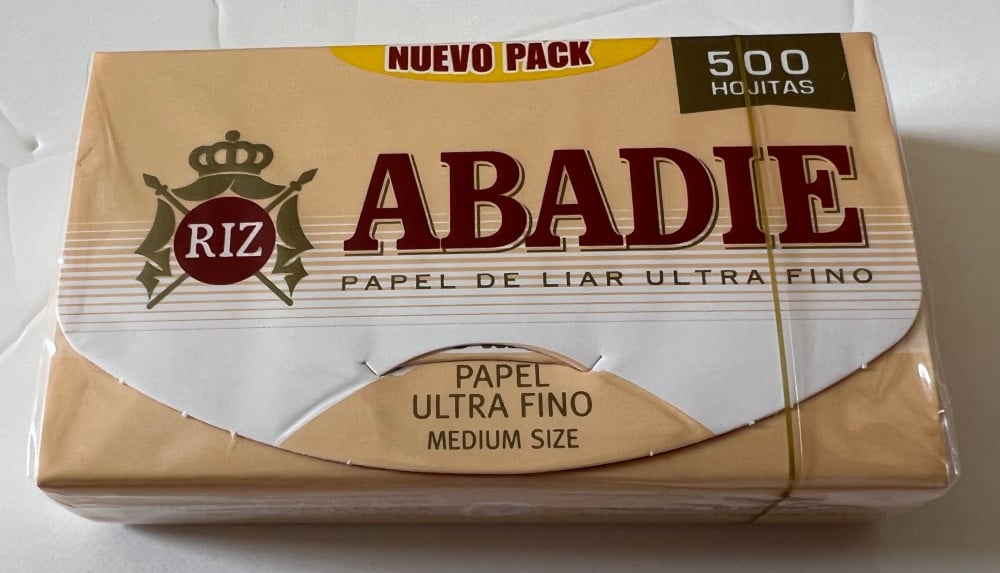 NUEVO PACK
500
HOJITAS
RIZ
ABADIE
PAPEL DE LIAR ULTRA FINO
PAPEL
ULTRA FINO
MEDIUM SIZE